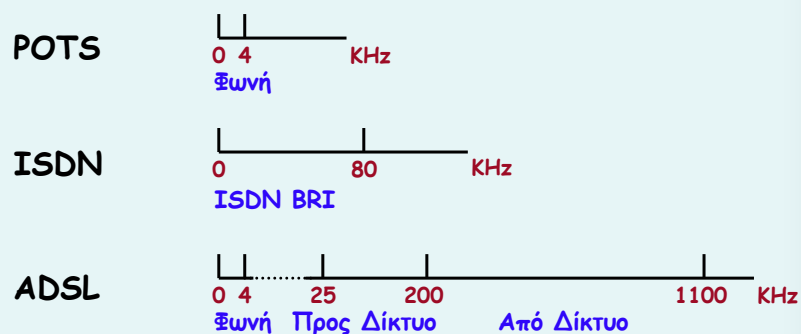 POTS
0 4 KHz
Φωνή
ISDN
0 80 KHz
ISDN BRI
ADSL
0 4 25 200 1100 KHz
Φωνή Προς Δίκτυο Από Δίκτυο